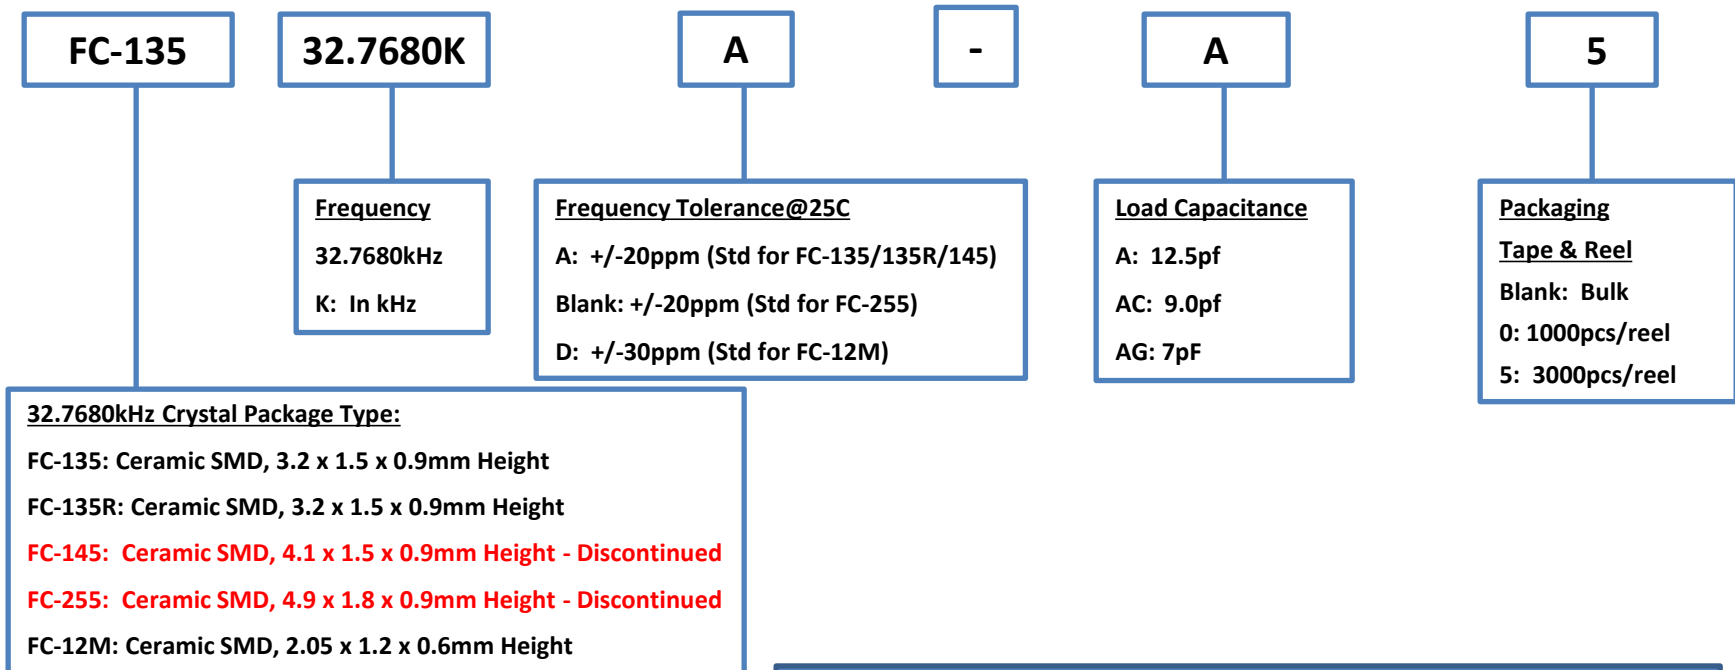 FC-135 32.7680K A - A 5
Frequency
32.7680kHz
K: In kHz
Frequency Tolerance@25C
A: +/-20ppm (Std for FC-135/135R/145)
Blank: +/-20ppm (Std for FC-255)
D: +/-30ppm (Std for FC-12M)
Load Capacitance
A: 12.5pf
AC: 9.0pf
AG: 7pF
Packaging
Tape & Reel
Blank: Bulk
0: 1000pcs/reel
5: 3000pcs/reel
32.7680kHz Crystal Package Type:
FC-135: Ceramic SMD, 3.2 x 1.5 x 0.9mm Height
FC-135R: Ceramic SMD, 3.2 x 1.5 x 0.9mm Height
FC-145: Ceramic SMD, 4.1 x 1.5 x 0.9mm Height - Discontinued
FC-255: Ceramic SMD, 4.9 x 1.8 x 0.9mm Height - Discontinued
FC-12M: Ceramic SMD, 2.05 x 1.2 x 0.6mm Height